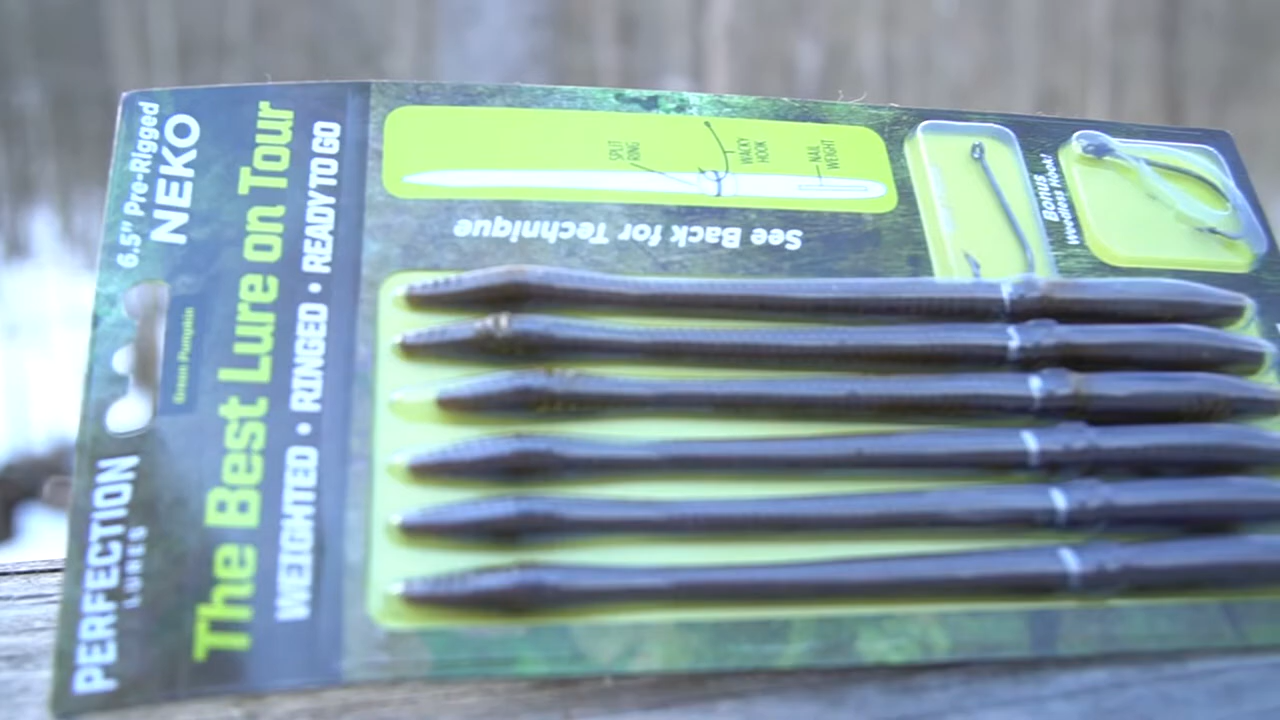 PERFECTION
LURES
6.5" Pre-Rigged
NEKO
Green Pumpkin
The Best Lure on Tour
WEIGHTED • RINGED • READY TO GO
SPLIT
RING
WACKY
HOOK
NAIL
WEIGHT
See Back for Technique
Bonus
Weedless Hook!